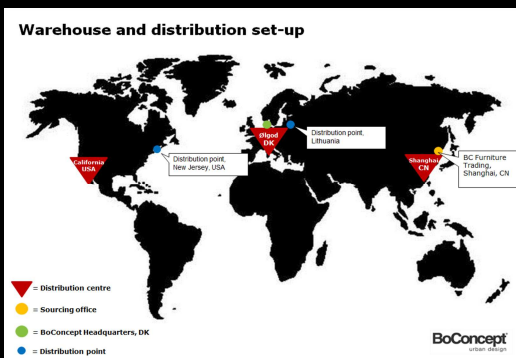 Warehouse and distribution set-up
California
USA
Distribution point,
New Jersey, USA
Ølgod
DK
Distribution point,
Lithuania
Shanghai
CN
BC Furniture
Trading,
Shanghai, CN
= Distribution centre
= Sourcing office
= BoConcept Headquarters, DK
= Distribution point
BoConcept®
urban design